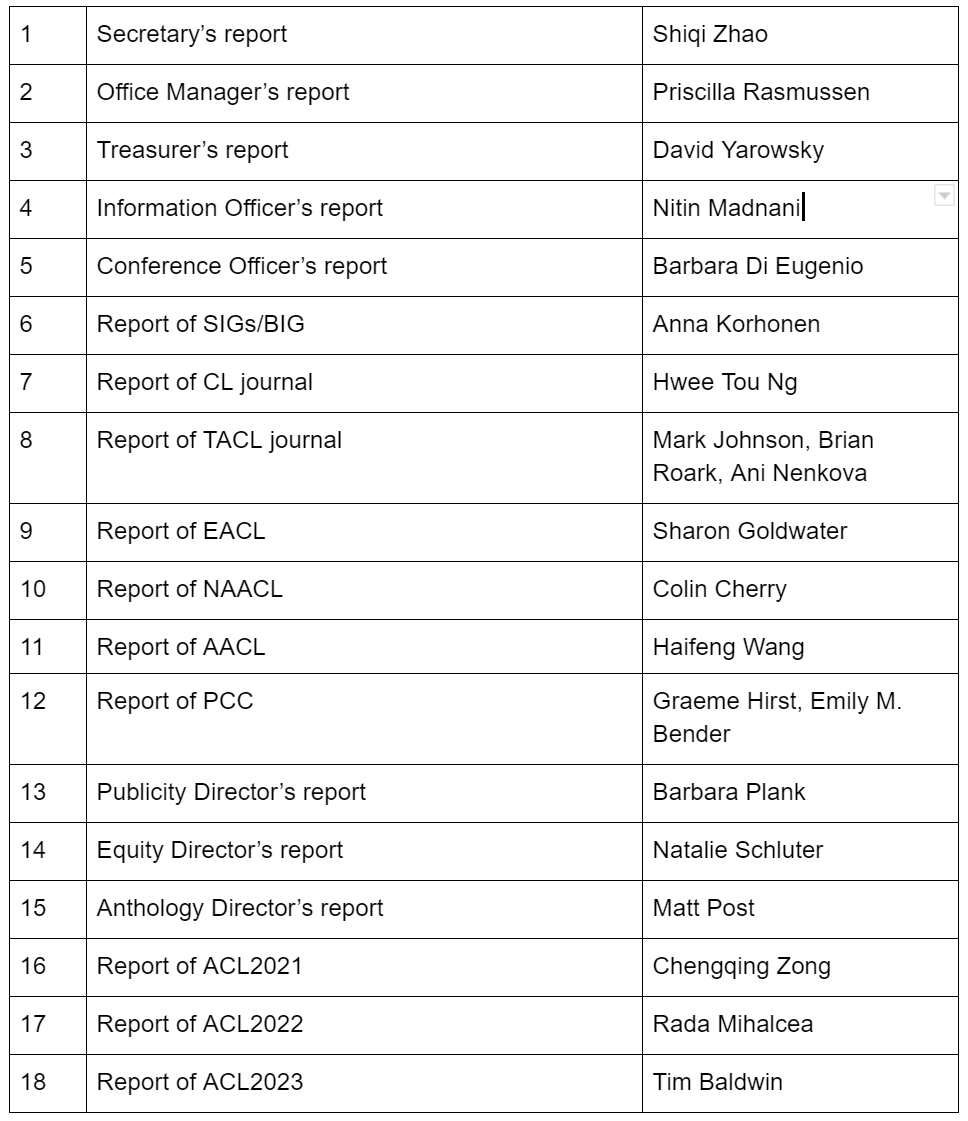 1 Secretary’s report Shiqi Zhao
2 Office Manager’s report Priscilla Rasmussen
3 Treasurer’s report David Yarowsky
4 Information Officer’s report Nitin Madnani
5 Conference Officer’s report Barbara Di Eugenio
6 Report of SIGs/BIG Anna Korhonen
7 Report of CL journal Hwee Tou Ng
8 Report of TACL journal Mark Johnson, Brian
Roark, Ani Nenkova
9 Report of EACL Sharon Goldwater
10 Report of NAACL Colin Cherry
11 Report of AACL Haifeng Wang
12 Report of PCC Graeme Hirst, Emily M.
Bender
13 Publicity Director’s report Barbara Plank
14 Equity Director’s report Natalie Schluter
15 Anthology Director’s report Matt Post
16 Report of ACL2021 Chengqing Zong
17 Report of ACL2022 Rada Mihalcea
18 Report of ACL2023 Tim Baldwin